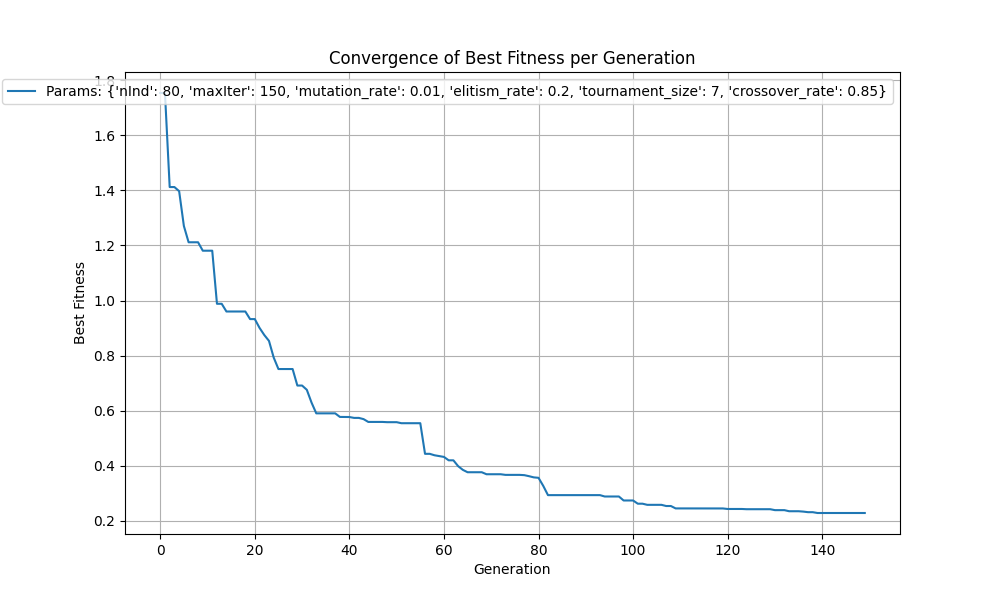 Convergence of Best Fitness per Generation
1.8
Params: {'nInd': 80, 'maxIter': 150, 'mutation_rate': 0.01, 'elitism_rate': 0.2, 'tournament_size': 7, 'crossover_rate': 0.85}
1.6
1.4
1.2
1.0
0.8
0.6
0.4
0.2
Best Fitness
0 20 40 60 80 100 120 140
Generation